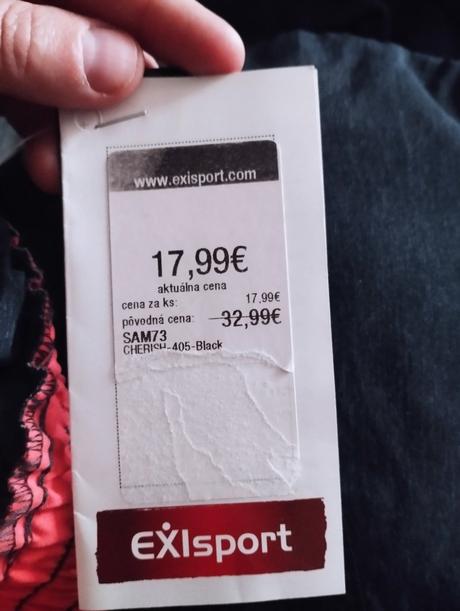 www.exisport.com
17,99€
aktuálna cena
cena za ks: 17,99€
pôvodná cena: 32,99€
SAM73
CHERISH-405-Black
EXIsport